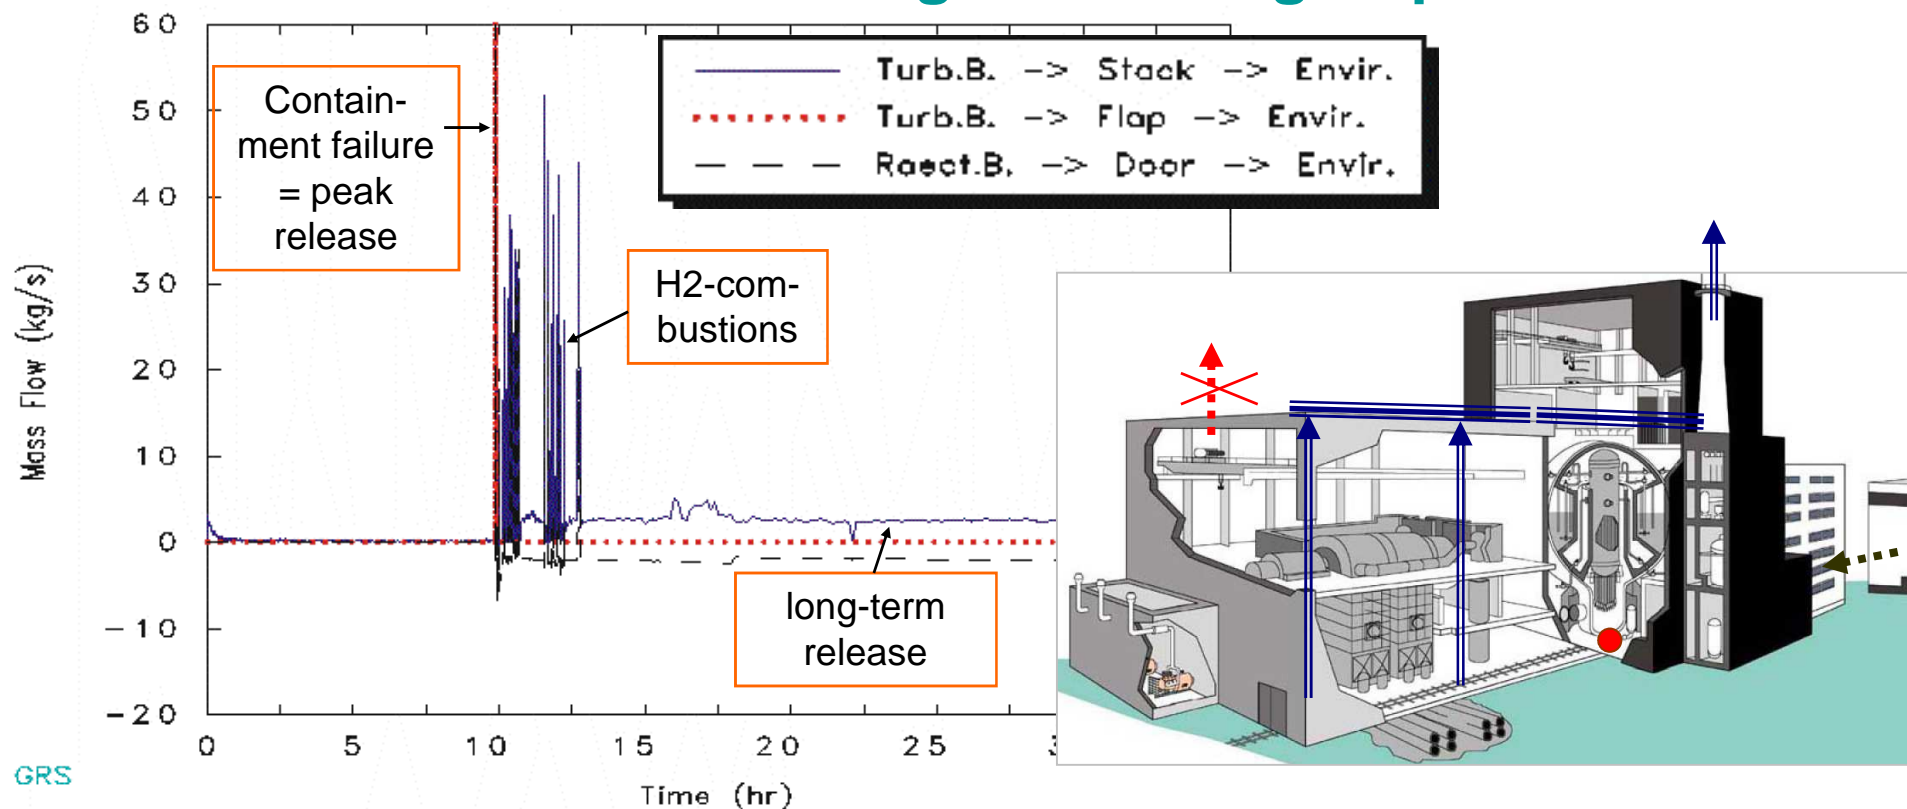 60
50
40
30
20
10
0
-10
-20
Mass Flow (kg/s)
0 5 10 15 20 25
Time (hr)
Turb.B. -> Stack -> Envir.
Turb.B. -> Flap -> Envir.
Raect.B. -> Door -> Envir.
Contain-
ment failure
= peak
release
H2-com-
bustions
long-term
release
GRS